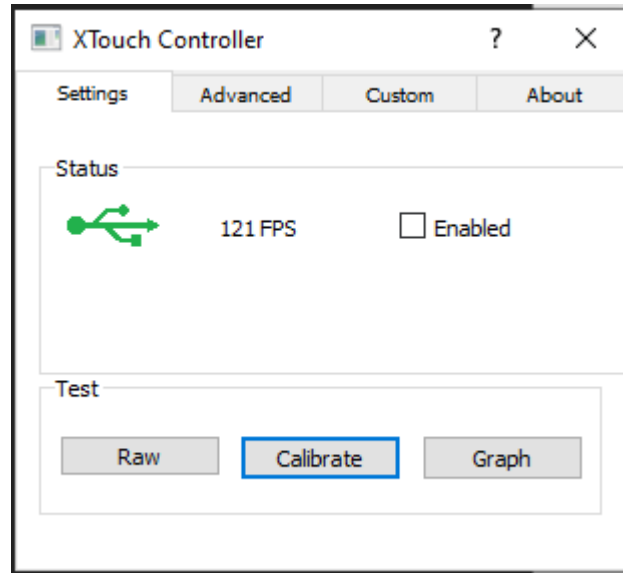 XTouch Controller ?
Settings Advanced Custom About
Status
121 FPS Enabled
Test
Raw Calibrate Graph